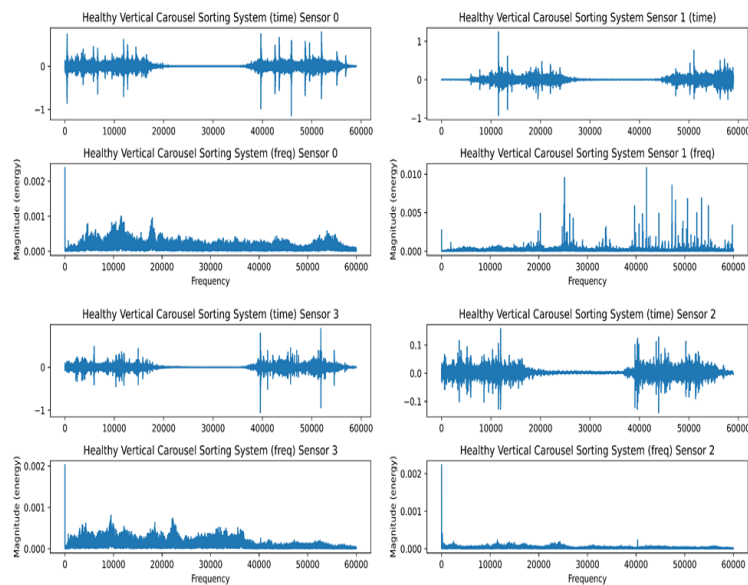 Healthy Vertical Carousel Sorting System (time) Sensor 0
0
−1
0 10000 20000 30000 40000 50000 60000
Healthy Vertical Carousel Sorting System (freq) Sensor 0
Magnitude (energy)
0.002
0.001
0.000
0 10000 20000 30000 40000 50000 60000
Frequency
Healthy Vertical Carousel Sorting System Sensor 1 (time)
1
0
−1
0 10000 20000 30000 40000 50000 60000
Healthy Vertical Carousel Sorting System Sensor 1 (freq)
Magnitude (energy)
0.010
0.005
0.000
0 10000 20000 30000 40000 50000 60000
Frequency
Healthy Vertical Carousel Sorting System (time) Sensor 3
0
−1
0 10000 20000 30000 40000 50000 60000
Healthy Vertical Carousel Sorting System (freq) Sensor 3
Magnitude (energy)
0.002
0.001
0.000
0 10000 20000 30000 40000 50000 60000
Frequency
Healthy Vertical Carousel Sorting System (time) Sensor 2
0.1
0.0
−0.1
0 10000 20000 30000 40000 50000 60000
Healthy Vertical Carousel Sorting System (freq) Sensor 2
Magnitude (energy)
0.002
0.001
0.000
0 10000 20000 30000 40000 50000 60000
Frequency